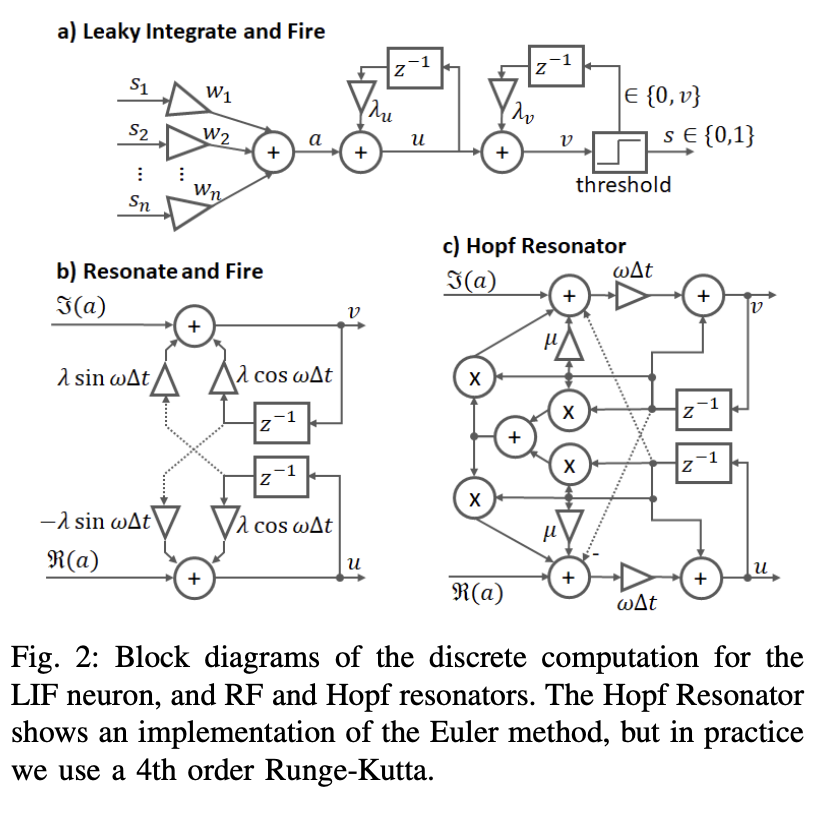 a) Leaky Integrate and Fire
s₁ w₁
s₂ w₂
⋮ ⋮
sₙ wₙ
+ a + u + v
z⁻¹ λᵤ
z⁻¹ λᵥ
∈ {0, v}
s ∈ {0,1}
threshold
b) Resonate and Fire
ℑ(a)
+ v
λ sin ωΔt λ cos ωΔt
z⁻¹
z⁻¹
−λ sin ωΔt λ cos ωΔt
ℜ(a)
+ u
c) Hopf Resonator
ℑ(a) + ωΔt + v
μ
X
X z⁻¹
+
X z⁻¹
X
μ
-
ℜ(a) + ωΔt + u
Fig. 2: Block diagrams of the discrete computation for the
LIF neuron, and RF and Hopf resonators. The Hopf Resonator
shows an implementation of the Euler method, but in practice
we use a 4th order Runge-Kutta.